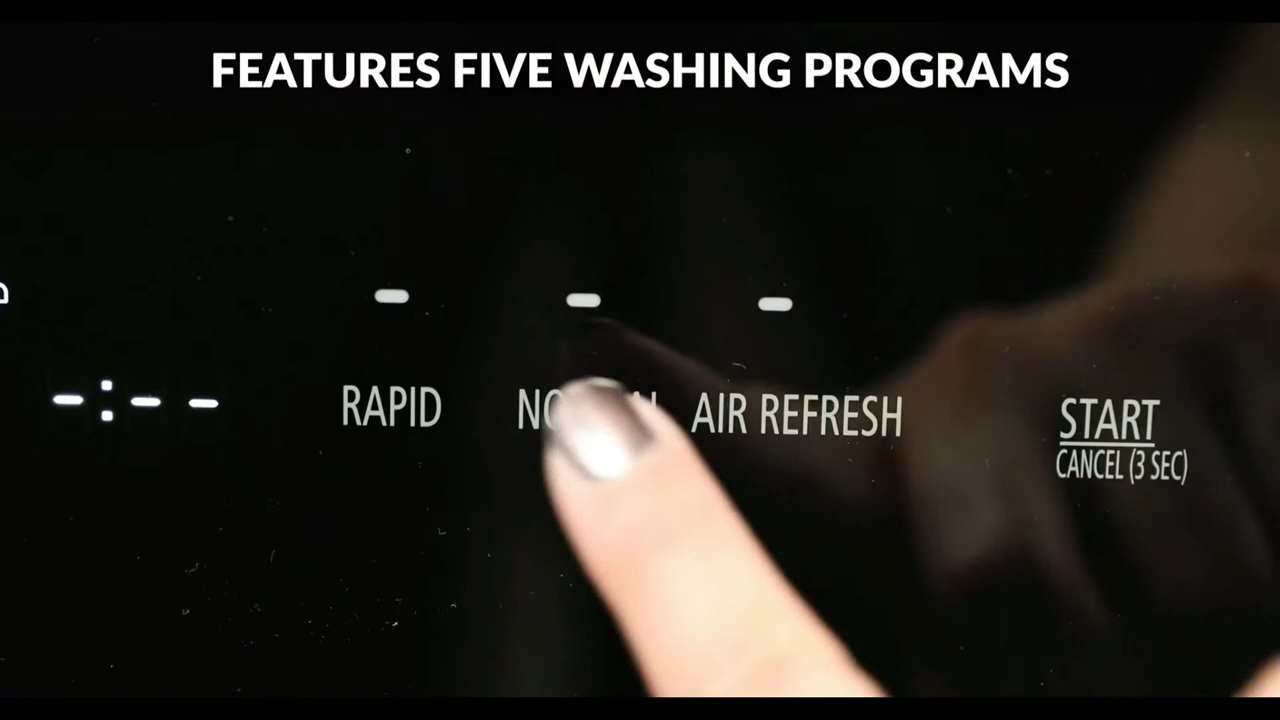 FEATURES FIVE WASHING PROGRAMS
RAPID
AIR REFRESH
START
CANCEL (3 SEC)